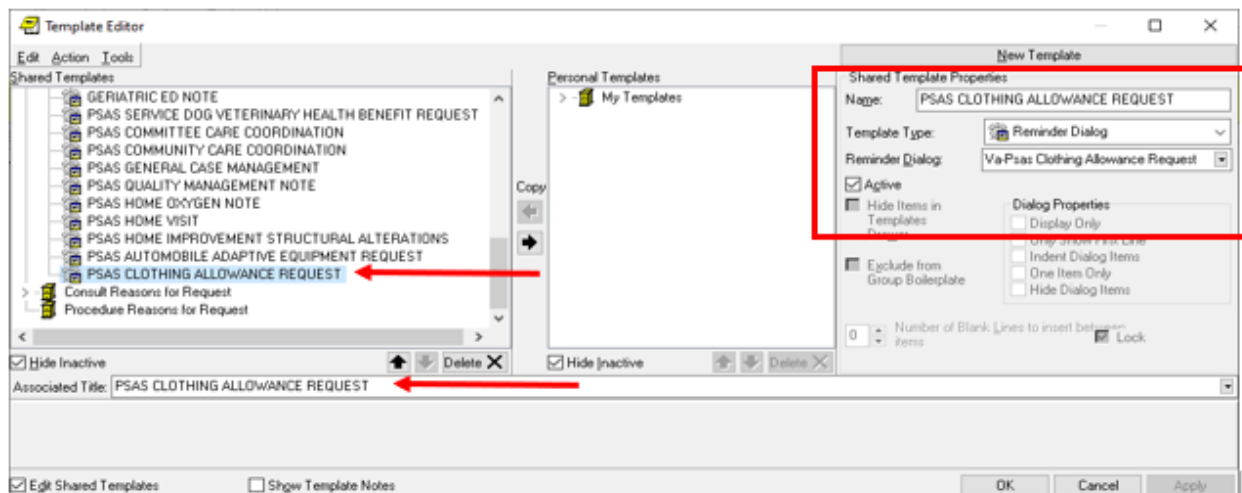 Template Editor
Edit Action Tools
New Template
Shared Templates
GERIATRIC ED NOTE
PSAS SERVICE DOG VETERINARY HEALTH BENEFIT REQUEST
PSAS COMMITTEE CARE COORDINATION
PSAS COMMUNITY CARE COORDINATION
PSAS GENERAL CASE MANAGEMENT
PSAS QUALITY MANAGEMENT NOTE
PSAS HOME OXYGEN NOTE
PSAS HOME VISIT
PSAS HOME IMPROVEMENT STRUCTURAL ALTERATIONS
PSAS AUTOMOBILE ADAPTIVE EQUIPMENT REQUEST
PSAS CLOTHING ALLOWANCE REQUEST
Consult Reasons for Request
Procedure Reasons for Request
Hide Inactive
Delete
Copy
Personal Templates
My Templates
Hide Inactive
Delete
Shared Template Properties
Name: PSAS CLOTHING ALLOWANCE REQUEST
Template Type: Reminder Dialog
Reminder Dialog: Va-Psas Clothing Allowance Request
Active
Hide Items in
Templates
Drawer
Exclude from
Group Boilerplate
Dialog Properties
Display Only
Only Show First Line
Indent Dialog Items
One Item Only
Hide Dialog Items
0 Number of Blank Lines to insert between
items
Lock
Associated Title: PSAS CLOTHING ALLOWANCE REQUEST
Edit Shared Templates Show Template Notes
OK Cancel Apply